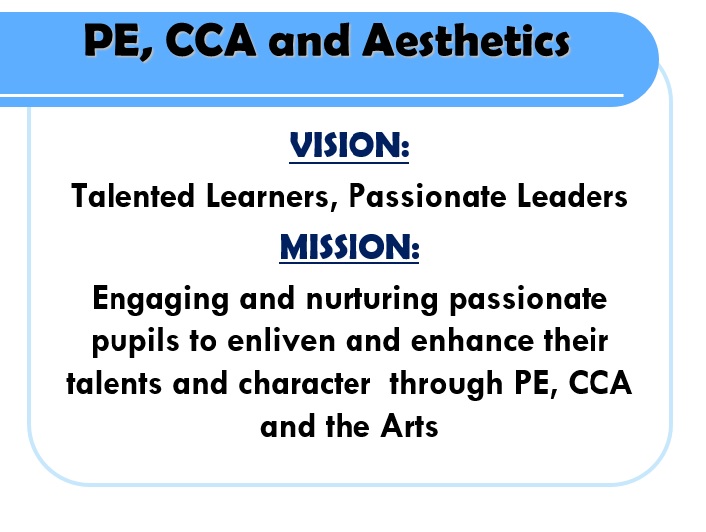 PE, CCA and Aesthetics
VISION:
Talented Learners, Passionate Leaders
MISSION:
Engaging and nurturing passionate
pupils to enliven and enhance their
talents and character  through PE, CCA
and the Arts